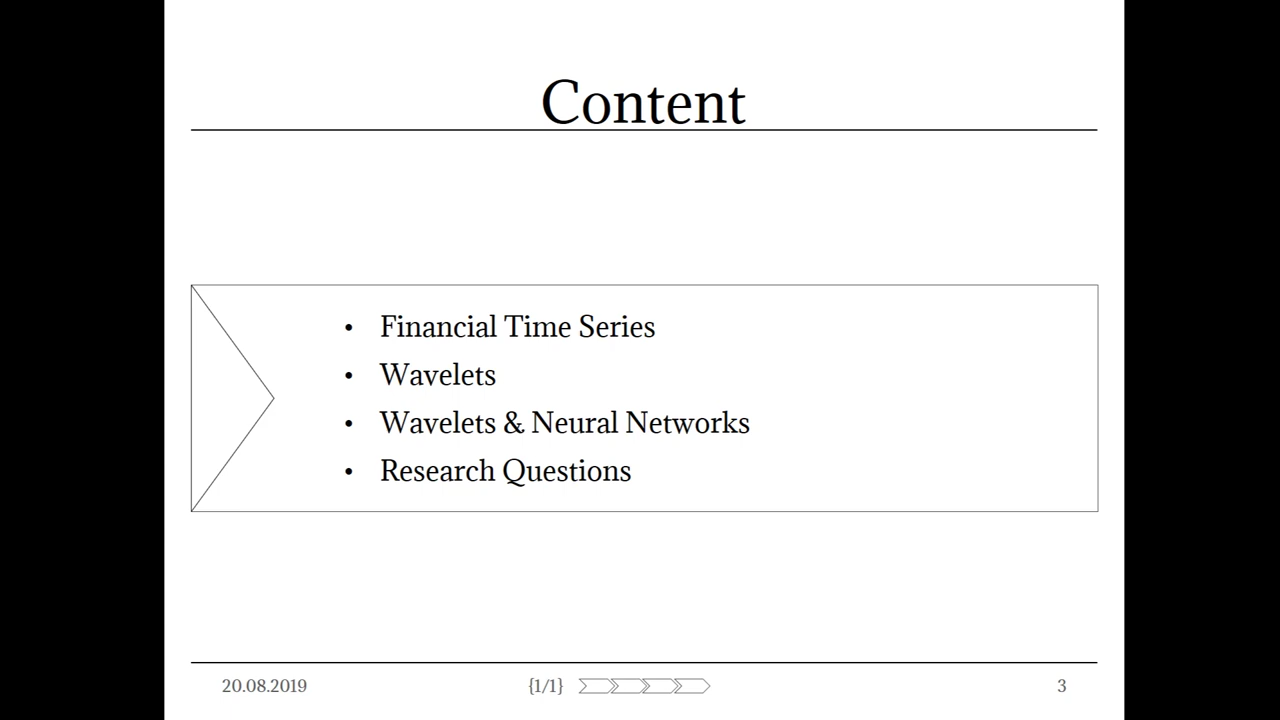 Content
• Financial Time Series
• Wavelets
• Wavelets & Neural Networks
• Research Questions
20.08.2019 {1/1} 3